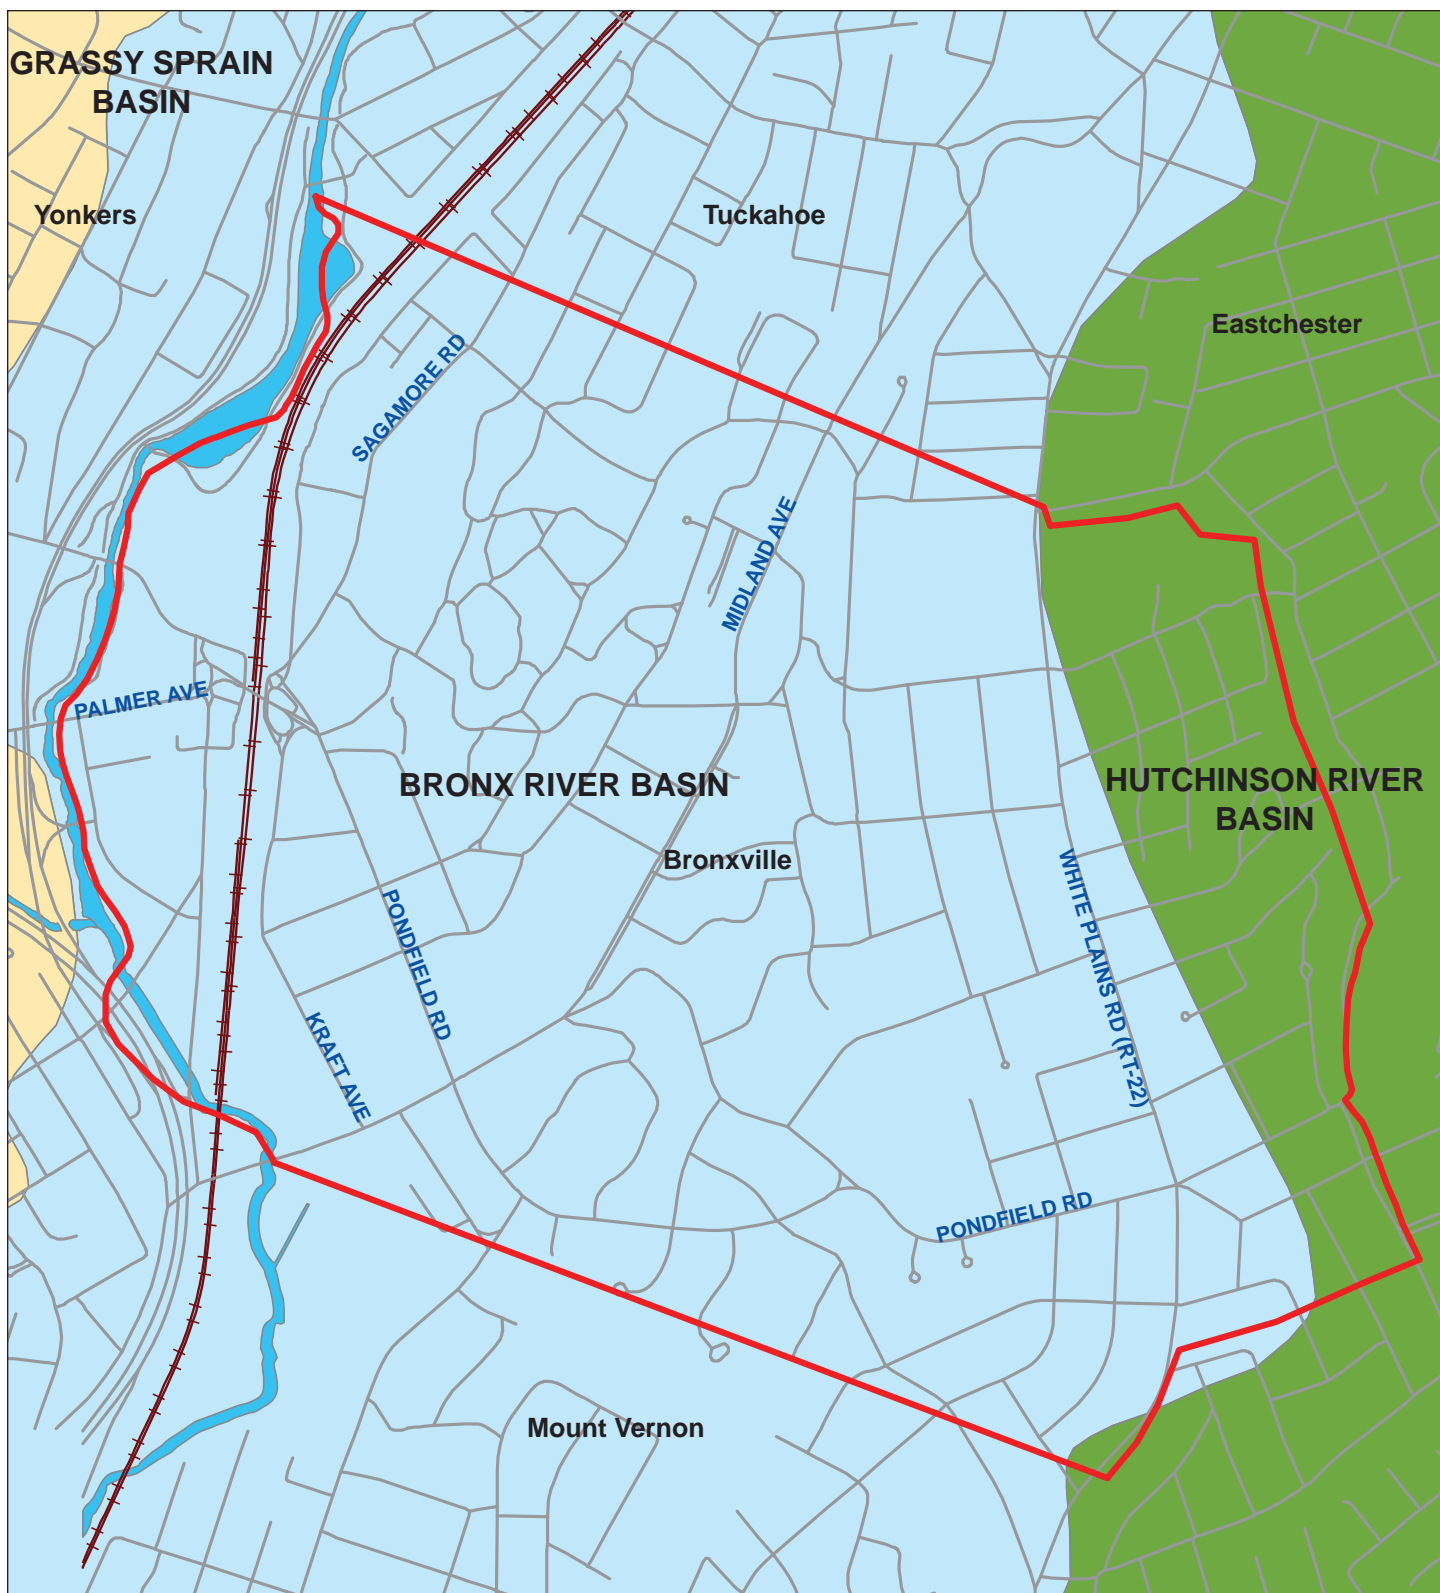 GRASSY SPRAIN
BASIN
Yonkers
Tuckahoe
Eastchester
SAGAMORE RD
MIDLAND AVE
PALMER AVE
BRONX RIVER BASIN
HUTCHINSON RIVER
BASIN
Bronxville
WHITE PLAINS RD (RT-22)
PONDFIELD RD
KRAFT AVE
PONDFIELD RD
Mount Vernon